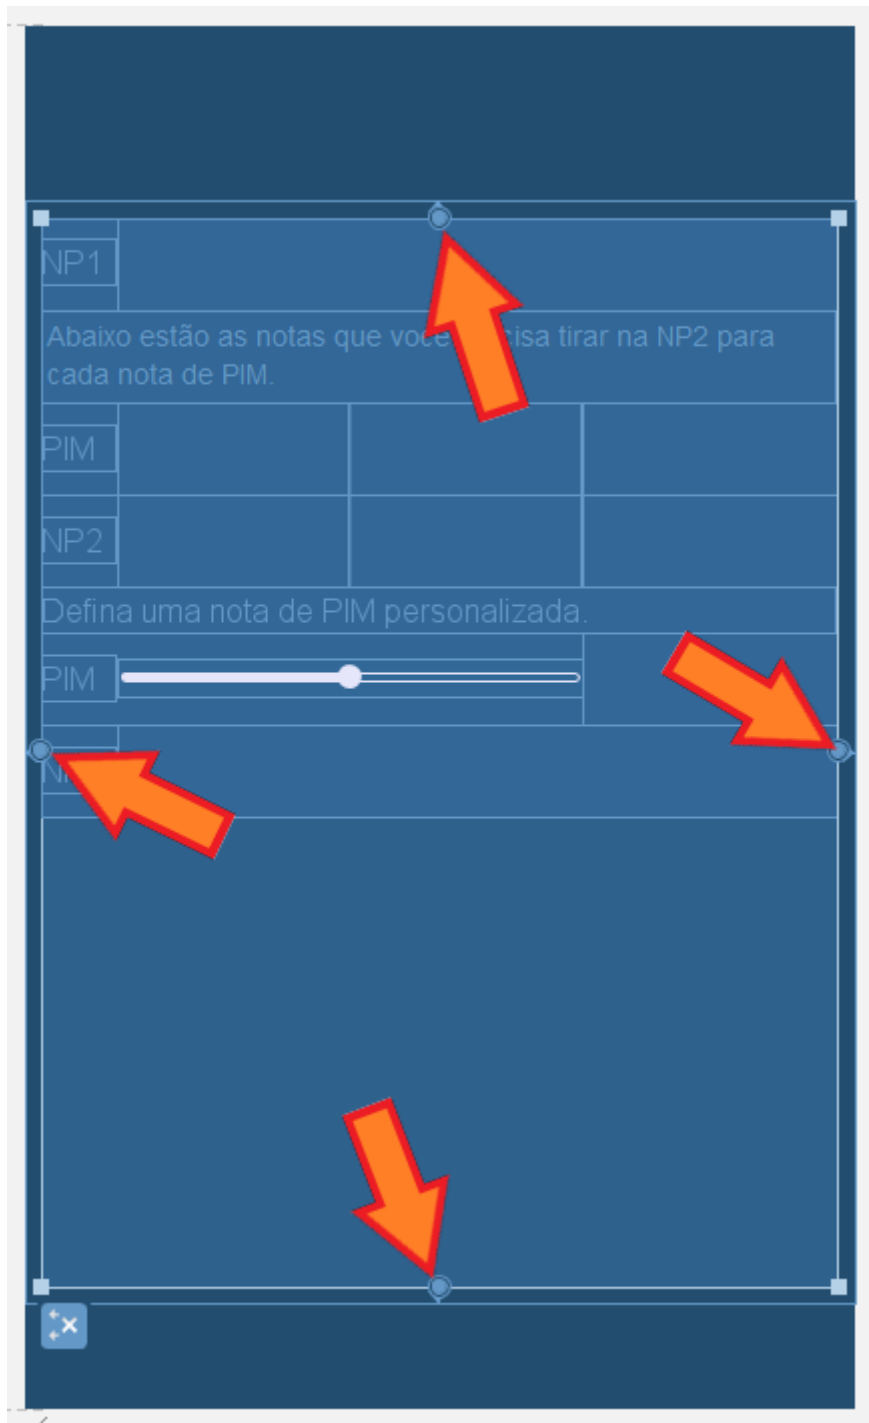 NP1
Abaixo estão as notas que você isa tirar na NP2 para
cada nota de PIM.
PIM
NP2
Defina uma nota de PIM personalizada.
PIM